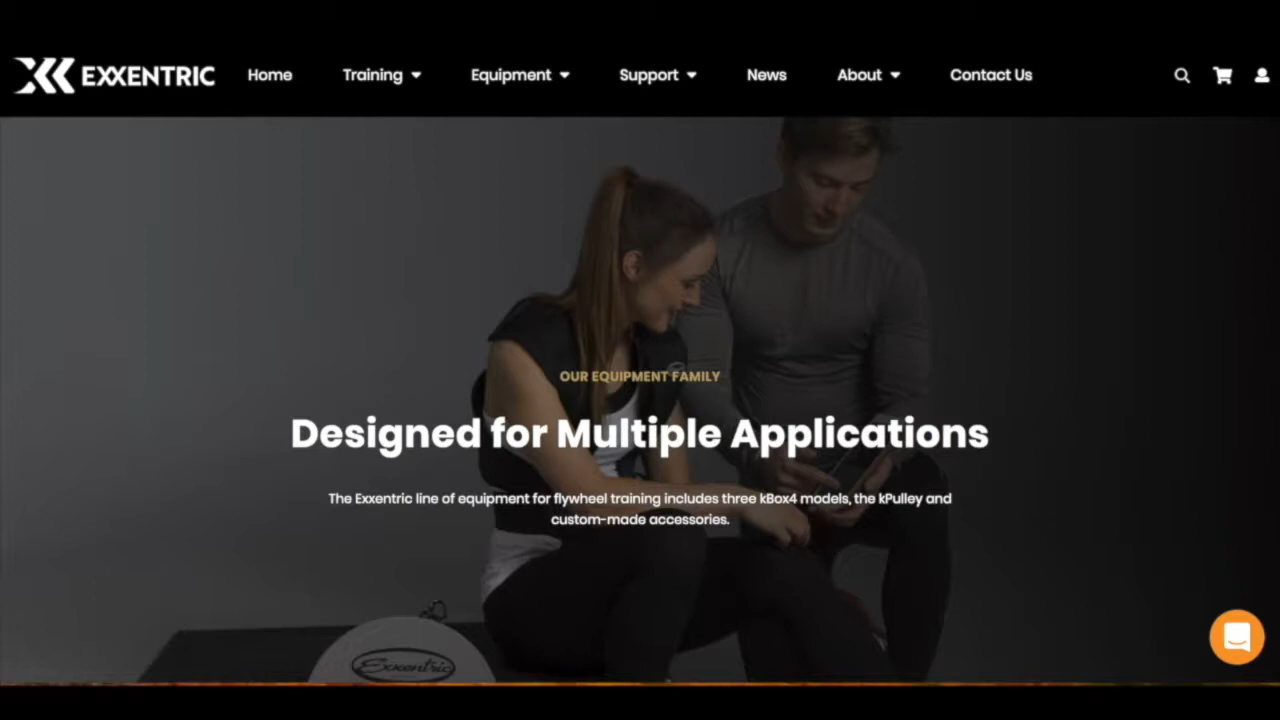 EXXENTRIC Home Training Equipment Support News About Contact Us
OUR EQUIPMENT FAMILY
Designed for Multiple Applications
The Exxentric line of equipment for flywheel training includes three kBox4 models, the kPulley and
custom-made accessories.
Exxentric